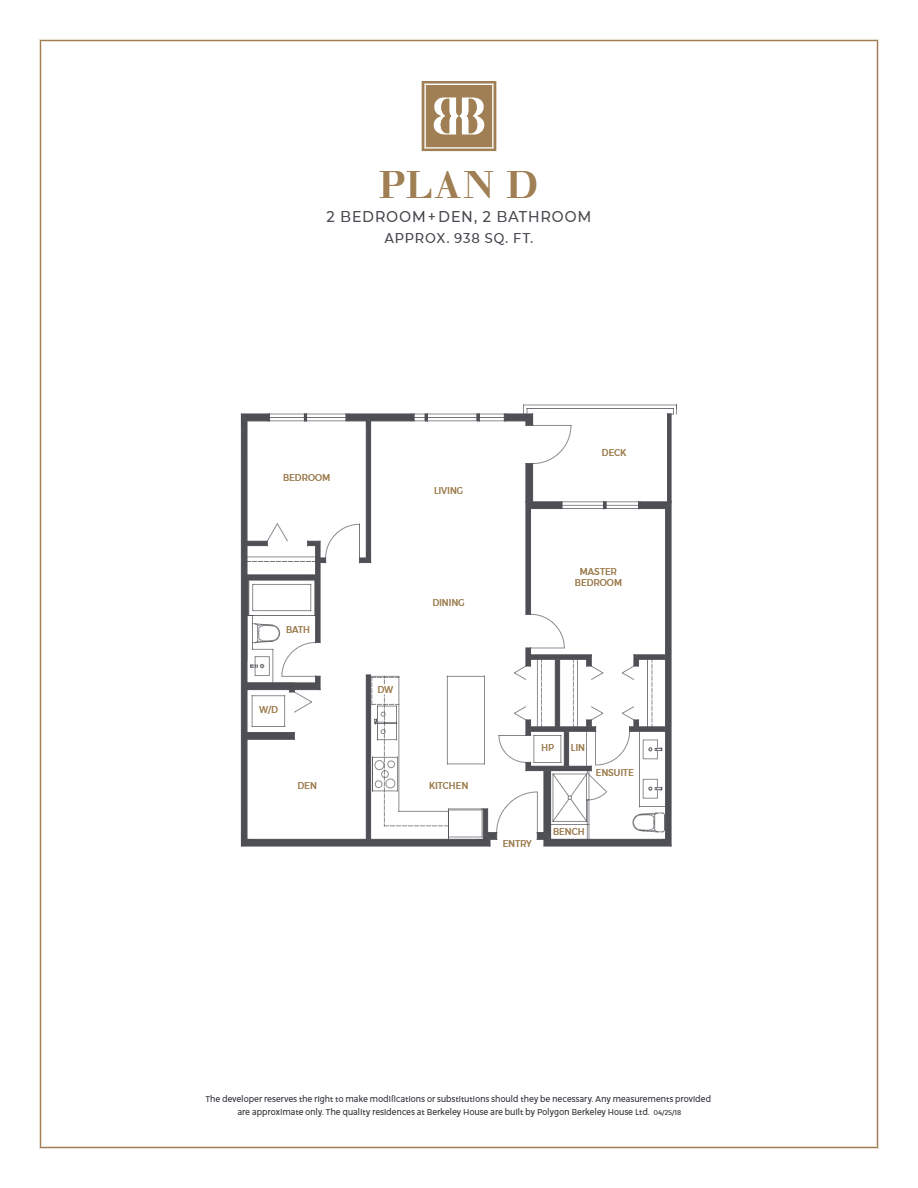 BB
PLAN D
2 BEDROOM+DEN, 2 BATHROOM
APPROX. 938 SQ. FT.
DECK
BEDROOM
LIVING
MASTER
BEDROOM
DINING
BATH
DW
W/D
HP
LIN
ENSUITE
DEN
KITCHEN
BENCH
ENTRY
The developer reserves the right to make modifications or substitutions should they be necessary. Any measurements provided
are approximate only. The quality residences at Berkeley House are built by Polygon Berkeley House Ltd. 04/25/18